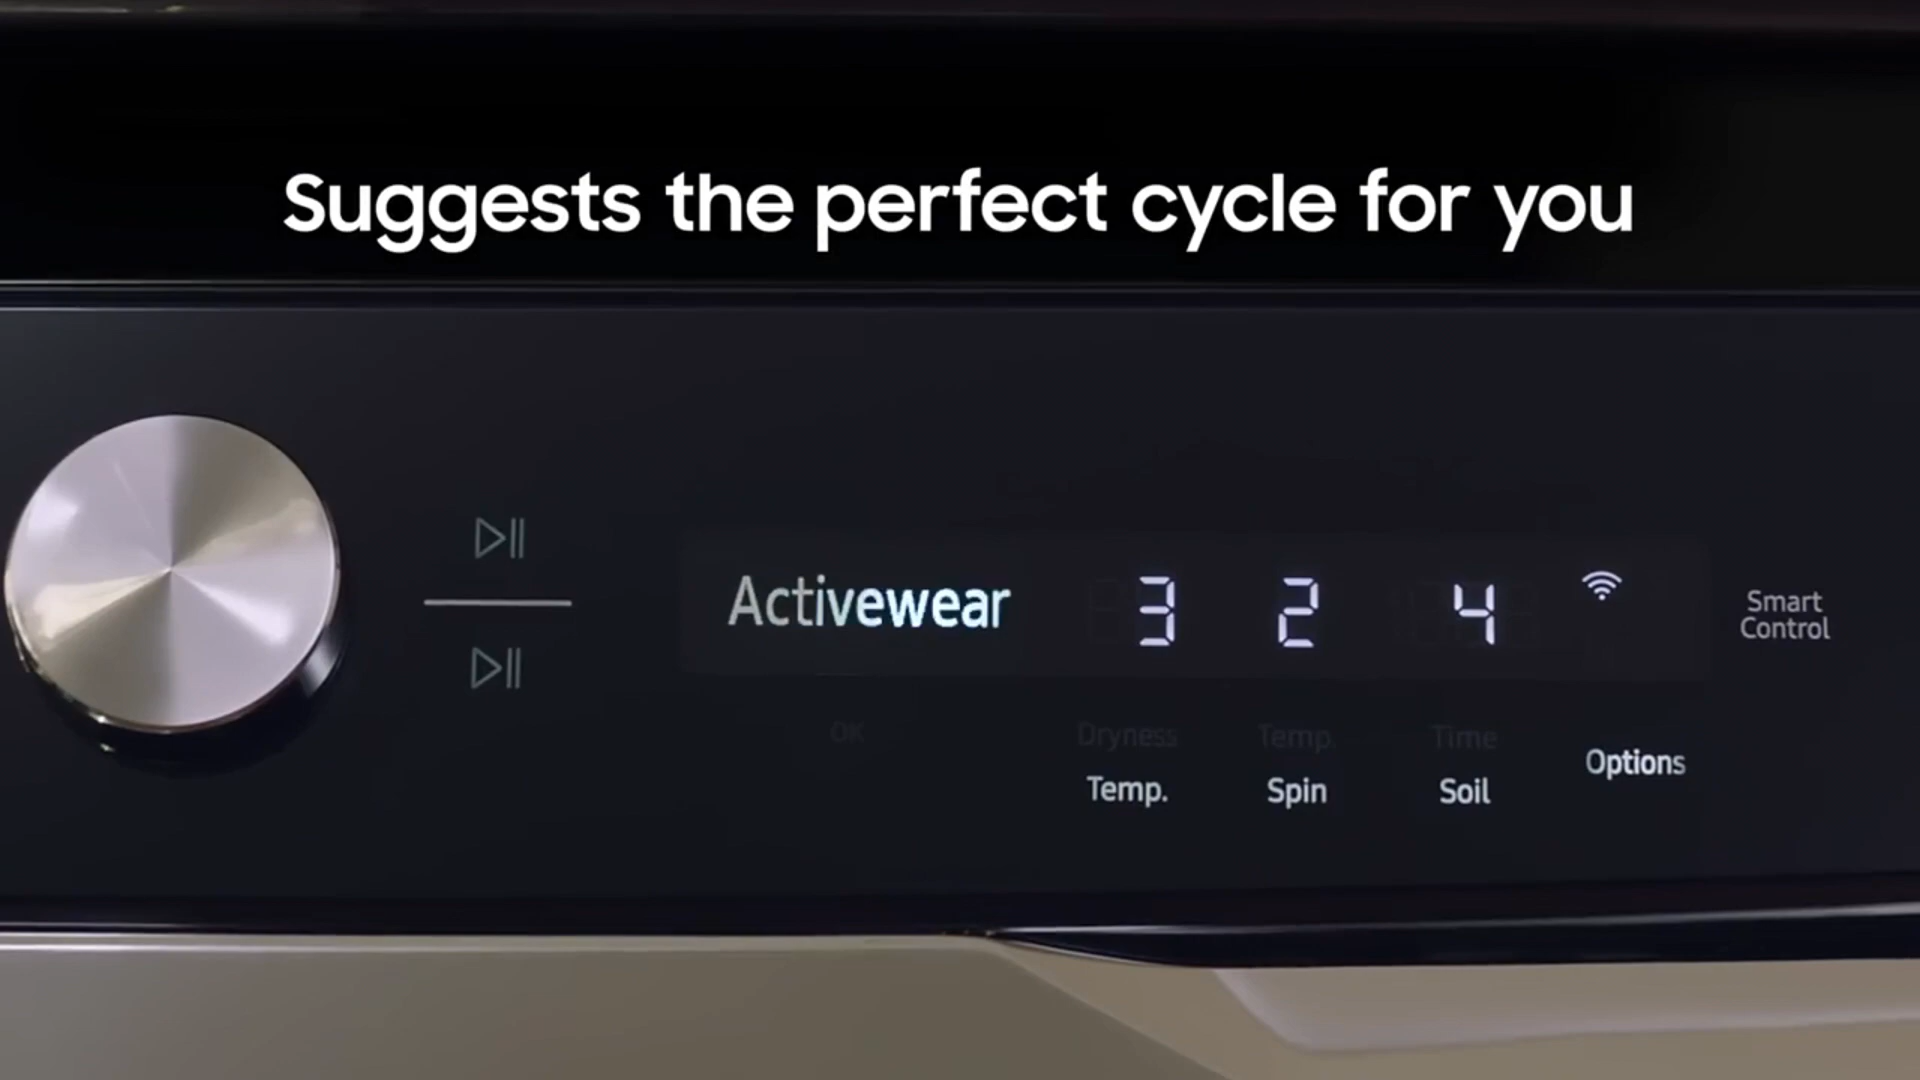 Suggests the perfect cycle for you
Activewear 3 2 4
Smart
Control
OK Dryness Temp. Time
Temp. Spin Soil Options